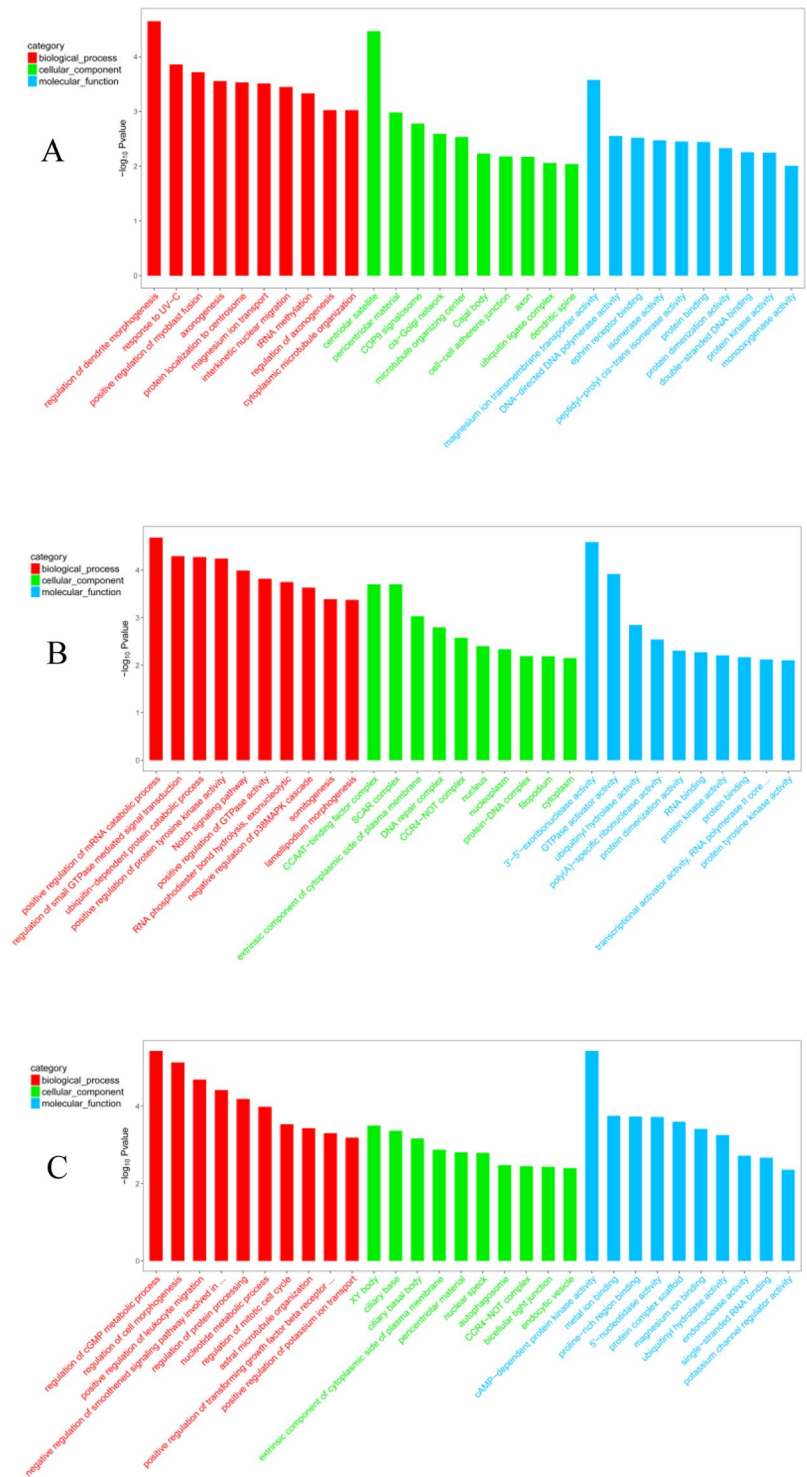 category
biological_process
cellular_component
molecular_function
A
−log10 Pvalue
4
3
2
1
0
regulation of dendrite morphogenesis
response to UV−C
positive regulation of myoblast fusion
axonogenesis
protein localization to centrosome
magnesium ion transport
interkinetic nuclear migration
tRNA methylation
regulation of axonogenesis
cytoplasmic microtubule organization
centriolar satellite
pericentriolar material
COP9 signalosome
cis−Golgi network
microtubule organizing center
Cajal body
cell−cell adherens junction
axon
ubiquitin ligase complex
dendritic spine
magnesium ion transmembrane transporter activity
DNA−directed DNA polymerase activity
ephrin receptor binding
isomerase activity
peptidyl−prolyl cis−trans isomerase activity
protein binding
protein dimerization activity
double−stranded DNA binding
protein kinase activity
monooxygenase activity
category
biological_process
cellular_component
molecular_function
B
−log10 Pvalue
4
3
2
1
0
positive regulation of mRNA catabolic process
regulation of small GTPase mediated signal transduction
ubiquitin−dependent protein catabolic process
positive regulation of protein tyrosine kinase activity
Notch signaling pathway
positive regulation of GTPase activity
RNA phosphodiester bond hydrolysis, exonucleolytic
negative regulation of p38MAPK cascade
somitogenesis
lamellipodium morphogenesis
CCAAT−binding factor complex
SCAR complex
extrinsic component of cytoplasmic side of plasma membrane
DNA repair complex
CCR4−NOT complex
nucleus
nucleoplasm
protein−DNA complex
filopodium
cytoplasm
3'−5'−exoribonuclease activity
GTPase activator activity
ubiquitinyl hydrolase activity
poly(A)−specific ribonuclease activity
protein dimerization activity
RNA binding
protein kinase activity
protein binding
transcriptional activator activity, RNA polymerase II core ...
protein tyrosine kinase activity
category
biological_process
cellular_component
molecular_function
C
−log10 Pvalue
4
2
0
regulation of cGMP metabolic process
regulation of cell morphogenesis
positive regulation of leukocyte migration
negative regulation of smoothened signaling pathway involved in ...
regulation of protein processing
nucleotide metabolic process
regulation of mitotic cell cycle
astral microtubule organization
positive regulation of transforming growth factor beta receptor ...
positive regulation of potassium ion transport
XY body
ciliary base
ciliary basal body
extrinsic component of cytoplasmic side of plasma membrane
pericentriolar material
nuclear speck
autophagosome
CCR4−NOT complex
bicellular tight junction
endocytic vesicle
cAMP−dependent protein kinase activity
metal ion binding
proline−rich region binding
5'−nucleotidase activity
protein complex scaffold
magnesium ion binding
ubiquitinyl hydrolase activity
endonuclease activity
single−stranded RNA binding
potassium channel regulator activity